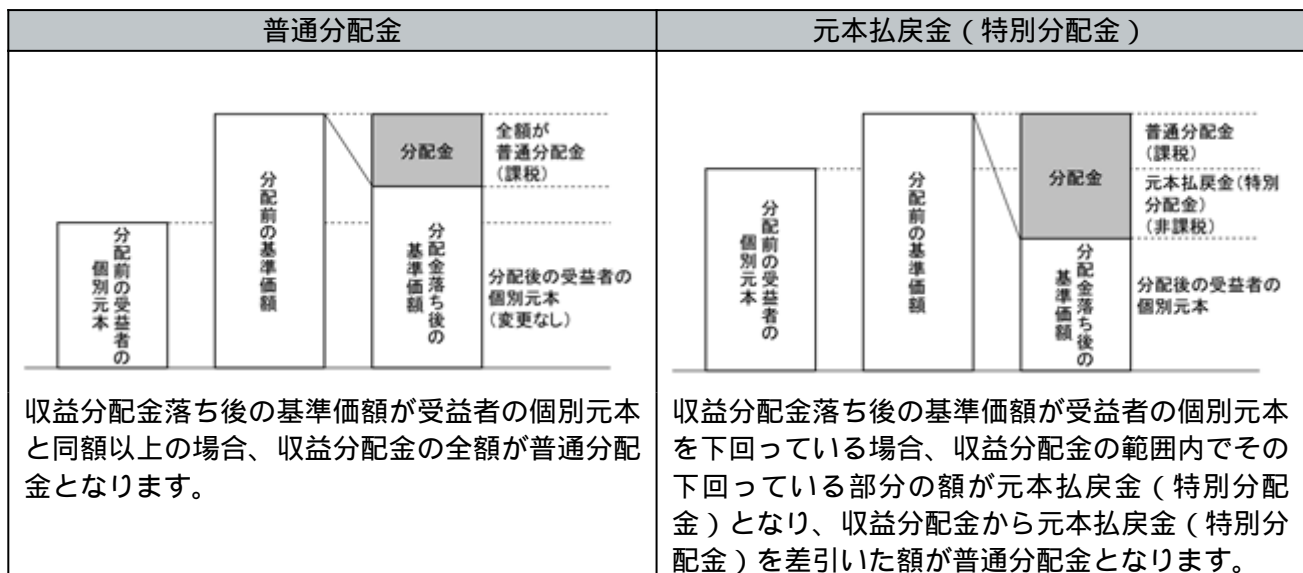 普通分配金
元本払戻金（特別分配金）
分配前の受益者の
個別元本
分配前の基準価額
分配金
分配金落ち後の
基準価額
全額が
普通分配金
（課税）
分配後の受益者の
個別元本
（変更なし）
収益分配金落ち後の基準価額が受益者の個別元本
と同額以上の場合、収益分配金の全額が普通分配
金となります。
分配前の受益者の
個別元本
分配前の基準価額
分配金
分配金落ち後の
基準価額
普通分配金
（課税）
元本払戻金（特別
分配金）
（非課税）
分配後の受益者の
個別元本
収益分配金落ち後の基準価額が受益者の個別元本
を下回っている場合、収益分配金の範囲内でその
下回っている部分の額が元本払戻金（特別分配
金）となり、収益分配金から元本払戻金（特別分
配金）を差引いた額が普通分配金となります。